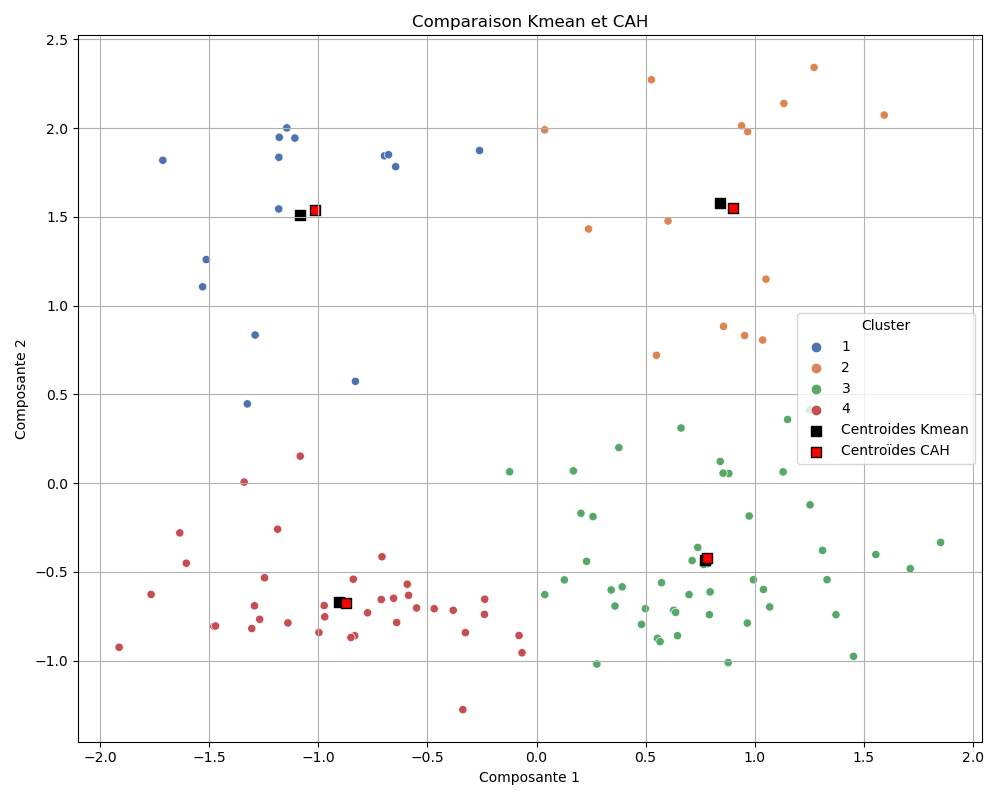 Comparaison Kmean et CAH
2.5
2.0
1.5
1.0
0.5
0.0
−0.5
−1.0
Composante 2
Cluster
1
2
3
4
Centroides Kmean
Centroïdes CAH
−2.0 −1.5 −1.0 −0.5 0.0 0.5 1.0 1.5 2.0
Composante 1